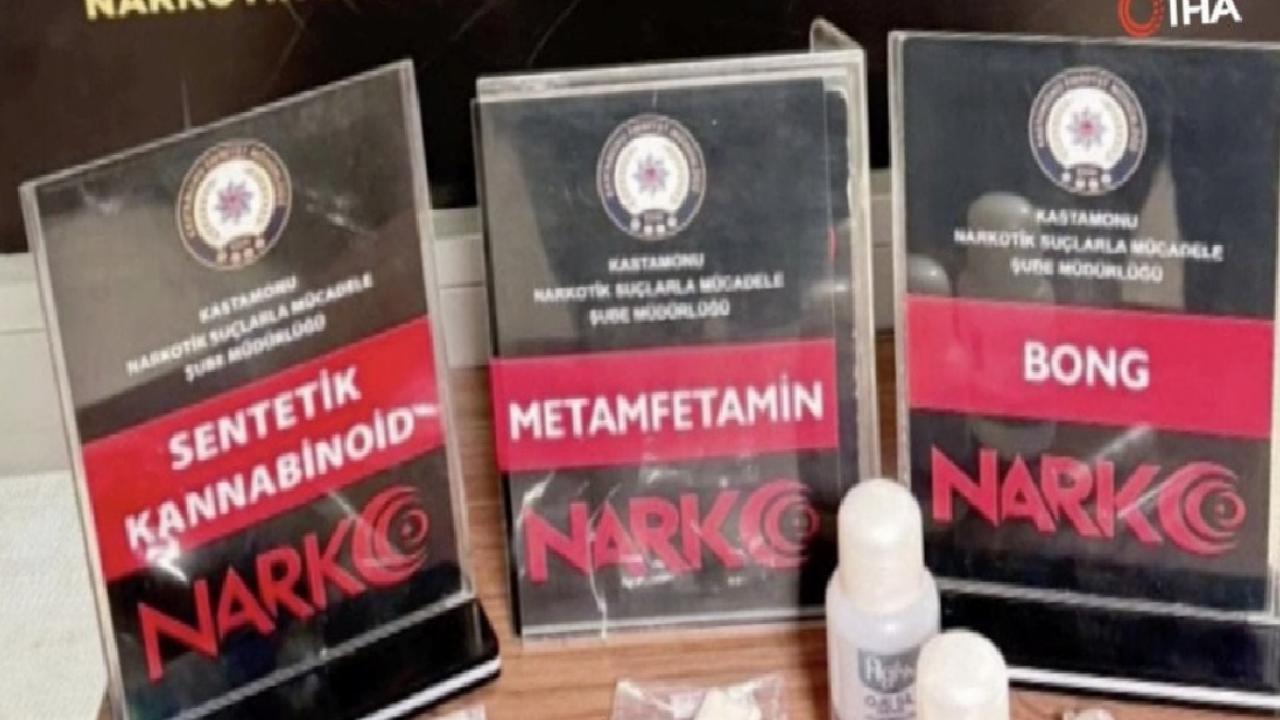 İHA
KASTAMONU
NARKOTİK SUÇLARLA MÜCADELE
ŞUBE MÜDÜRLÜĞÜ
SENTETİK
KANNABİNOİD
NARKO
KASTAMONU
NARKOTİK SUÇLARLA MÜCADELE
ŞUBE MÜDÜRLÜĞÜ
METAMFETAMİN
NARKO
KASTAMONU
NARKOTİK SUÇLARLA MÜCADELE
ŞUBE MÜDÜRLÜĞÜ
BONG
NARKO